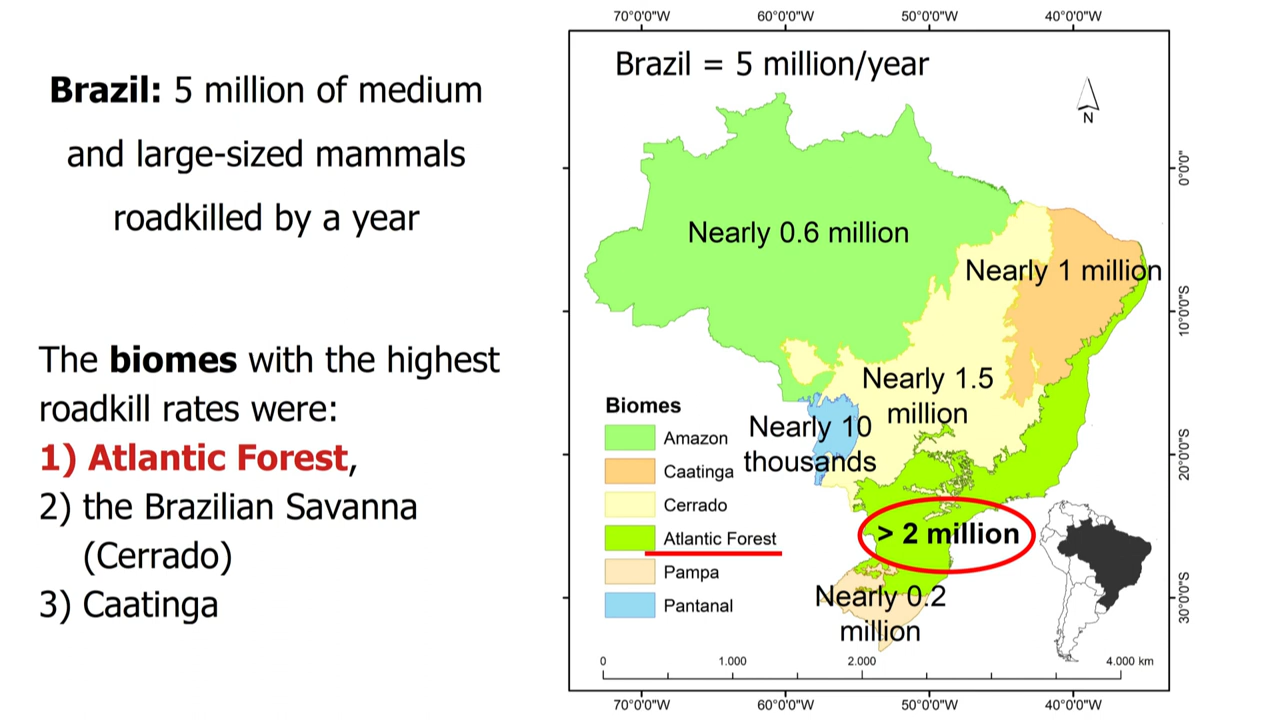 Brazil: 5 million of medium
and large-sized mammals
roadkilled by a year
The biomes with the highest
roadkill rates were:
1) Atlantic Forest,
2) the Brazilian Savanna
(Cerrado)
3) Caatinga
70°0'0"W 60°0'0"W 50°0'0"W 40°0'0"W
Brazil = 5 million/year
N
0°0'0"
Nearly 0.6 million
Nearly 1 million
10°0'0"S
Nearly 1.5
million
Nearly 10
thousands
20°0'0"S
> 2 million
Nearly 0.2
million
30°0'0"S
Biomes
Amazon
Caatinga
Cerrado
Atlantic Forest
Pampa
Pantanal
0 1.000 2.000 4.000 km
70°0'0"W 60°0'0"W 50°0'0"W 40°0'0"W